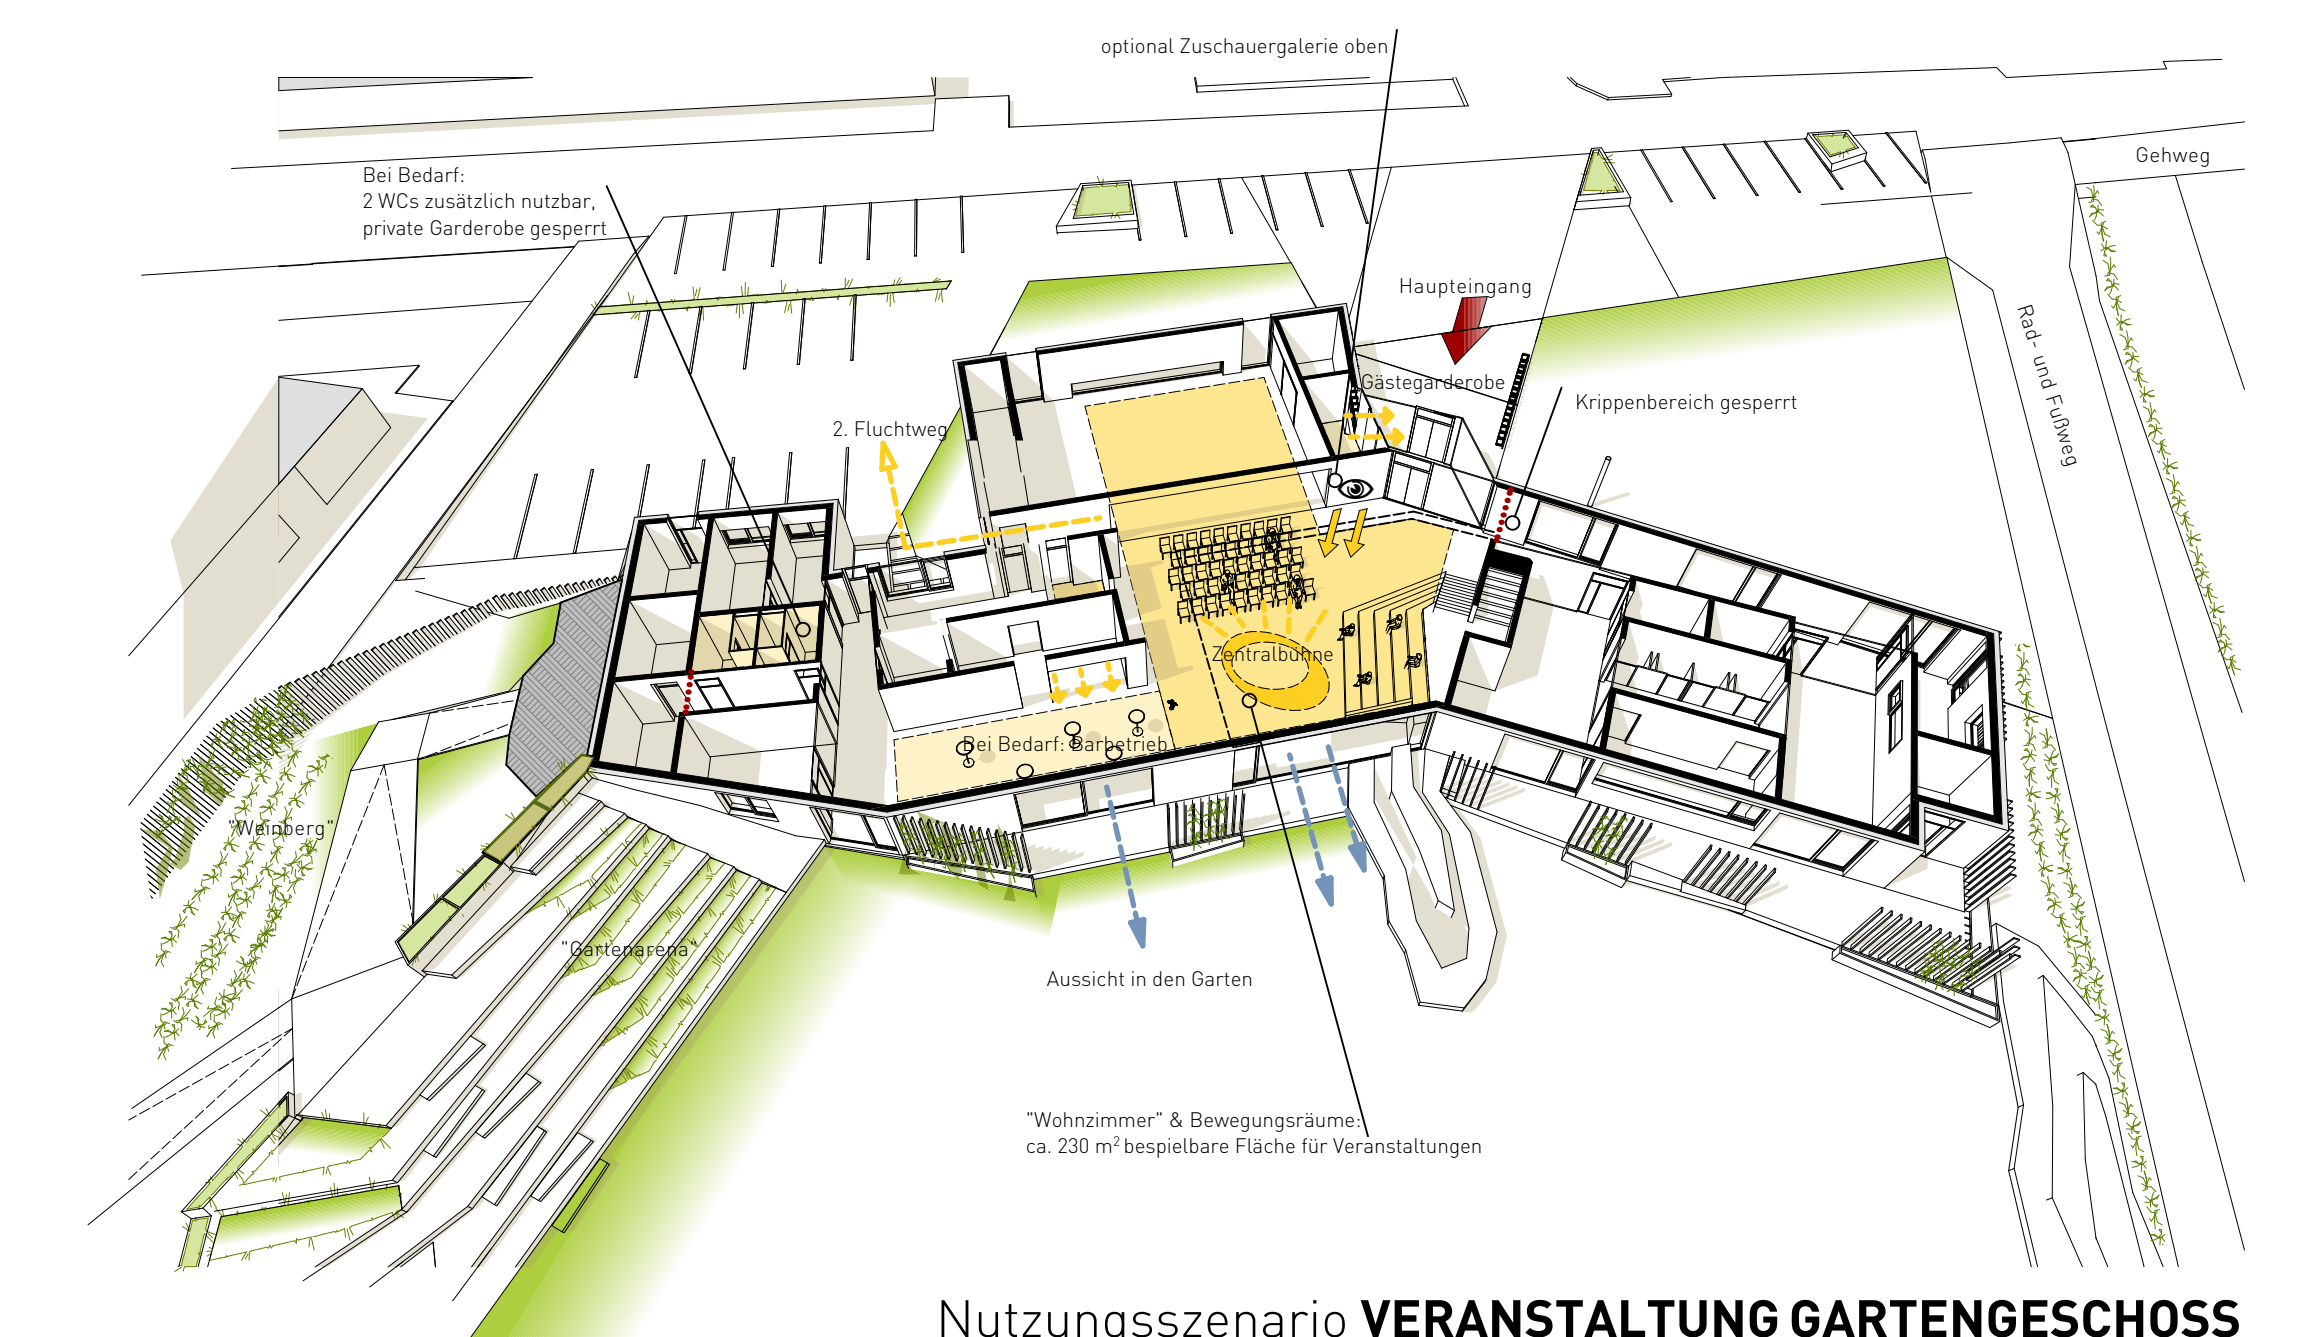 optional Zuschauergalerie oben
Gehweg
Bei Bedarf:
2 WCs zusätzlich nutzbar,
private Garderobe gesperrt
Haupteingang
Rad- und Fußweg
Gästegarderobe
Krippenbereich gesperrt
2. Fluchtweg
Zentralbühne
Bei Bedarf: Barbetrieb
"Weinberg"
"Gartenarena"
Aussicht in den Garten
"Wohnzimmer" & Bewegungsräume:
ca. 230 m² bespielbare Fläche für Veranstaltungen
Nutzungsszenario VERANSTALTUNG GARTENGESCHOSS